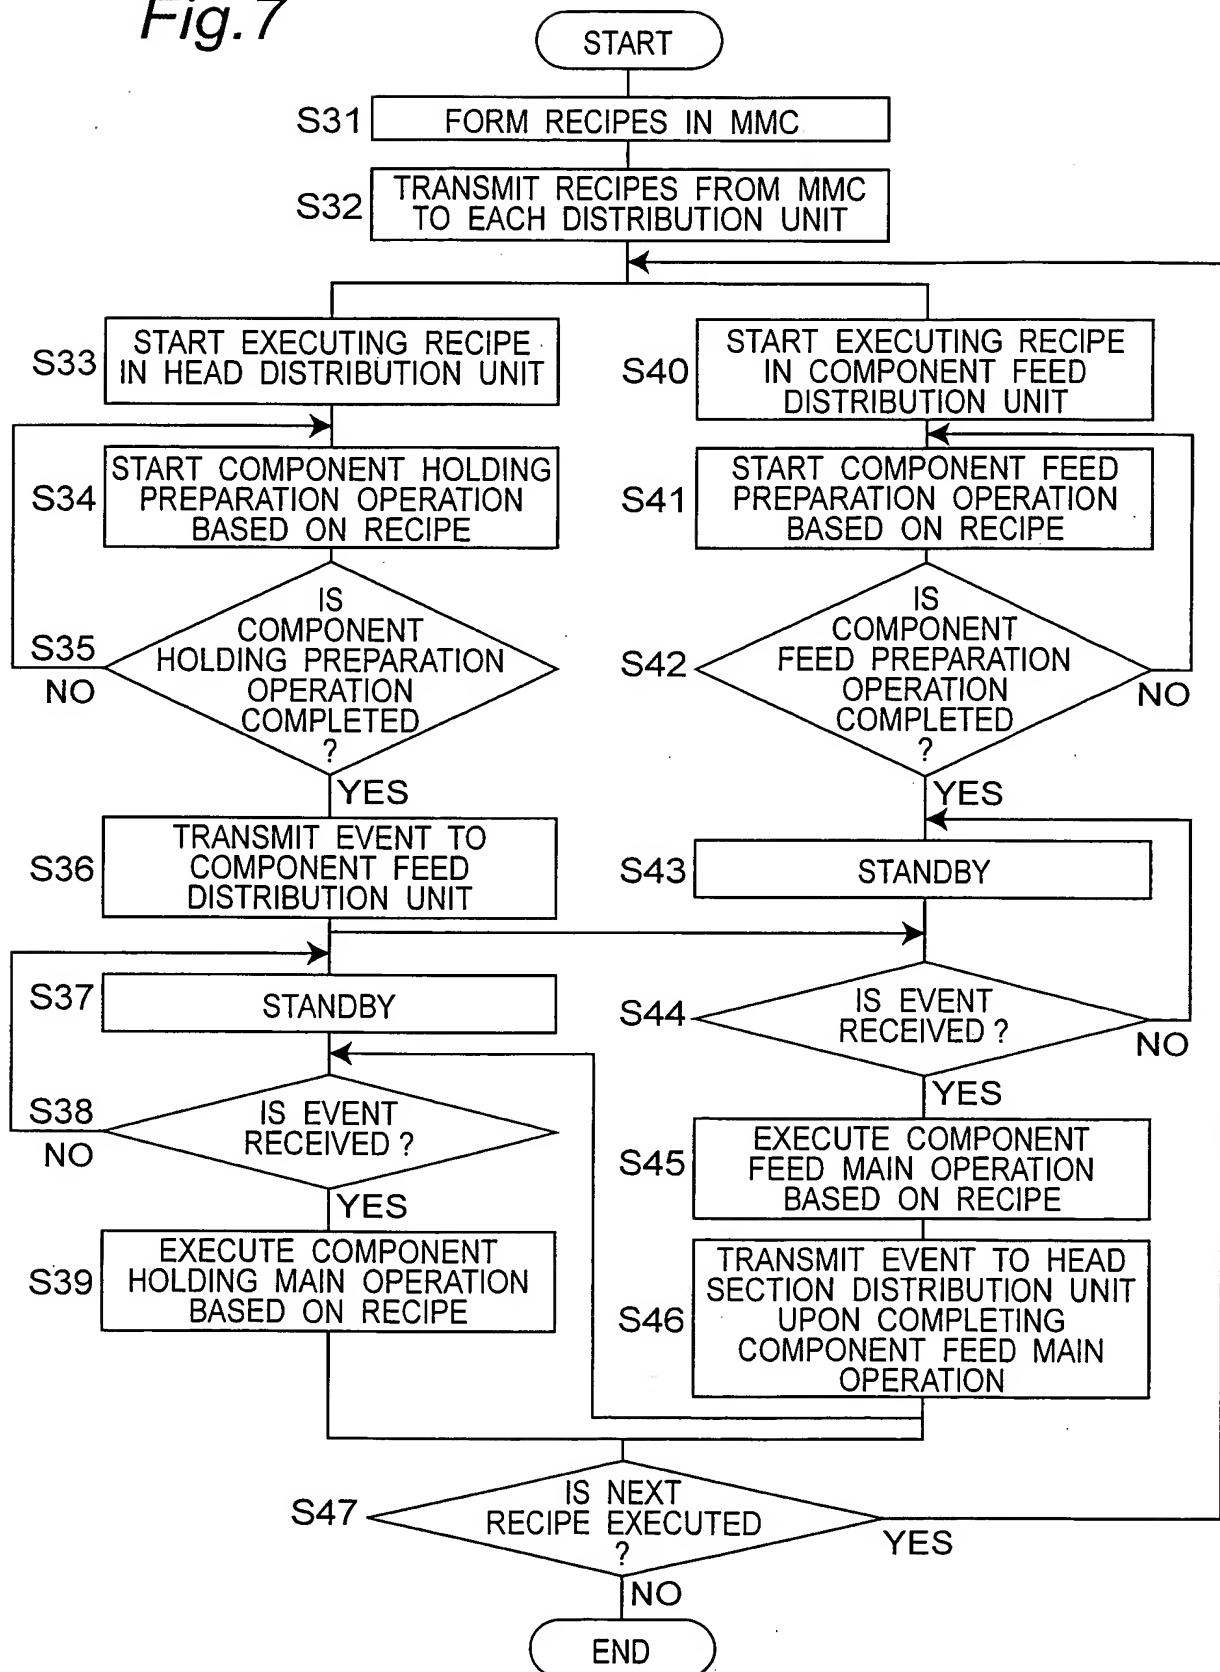 Fig.7
START
S31
FORM RECIPES IN MMC
S32
TRANSMIT RECIPES FROM MMC
TO EACH DISTRIBUTION UNIT
S33
START EXECUTING RECIPE
IN HEAD DISTRIBUTION UNIT
S34
START COMPONENT HOLDING
PREPARATION OPERATION
BASED ON RECIPE
S35
IS
COMPONENT
HOLDING PREPARATION
OPERATION
COMPLETED
?
NO
YES
S36
TRANSMIT EVENT TO
COMPONENT FEED
DISTRIBUTION UNIT
S37
STANDBY
S38
IS EVENT
RECEIVED ?
NO
YES
S39
EXECUTE COMPONENT
HOLDING MAIN OPERATION
BASED ON RECIPE
S40
START EXECUTING RECIPE
IN COMPONENT FEED
DISTRIBUTION UNIT
S41
START COMPONENT FEED
PREPARATION OPERATION
BASED ON RECIPE
S42
IS
COMPONENT
FEED PREPARATION
OPERATION
COMPLETED
?
NO
YES
S43
STANDBY
S44
IS EVENT
RECEIVED ?
NO
YES
S45
EXECUTE COMPONENT
FEED MAIN OPERATION
BASED ON RECIPE
S46
TRANSMIT EVENT TO HEAD
SECTION DISTRIBUTION UNIT
UPON COMPLETING
COMPONENT FEED MAIN
OPERATION
S47
IS NEXT
RECIPE EXECUTED
?
YES
NO
END